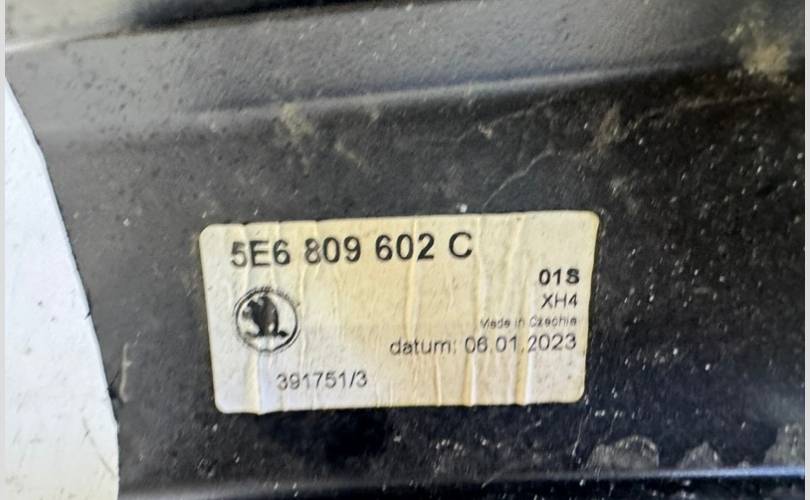 5E6 809 602 C
01S
XH4
Made in Czechia
datum: 06.01.2023
391751/3